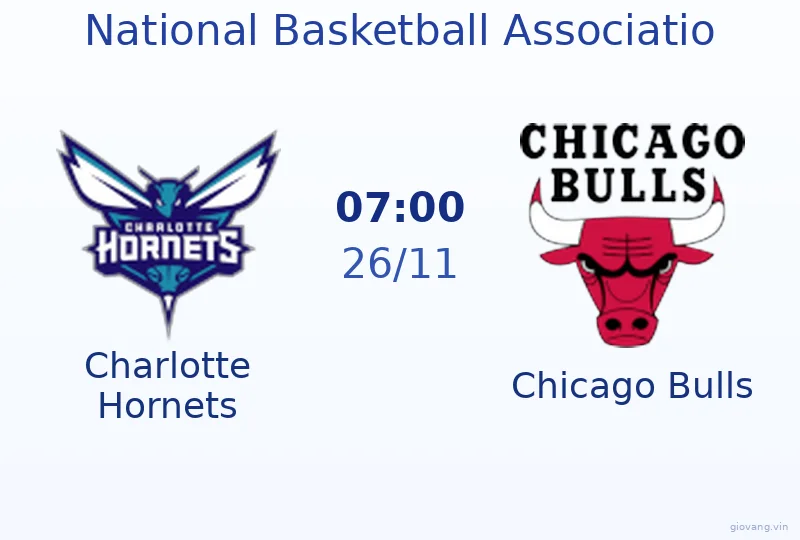 National Basketball Associatio
CHARLOTTE
HORNETS
CHICAGO
BULLS
07:00
26/11
Charlotte
Hornets
Chicago Bulls
giovang.vin